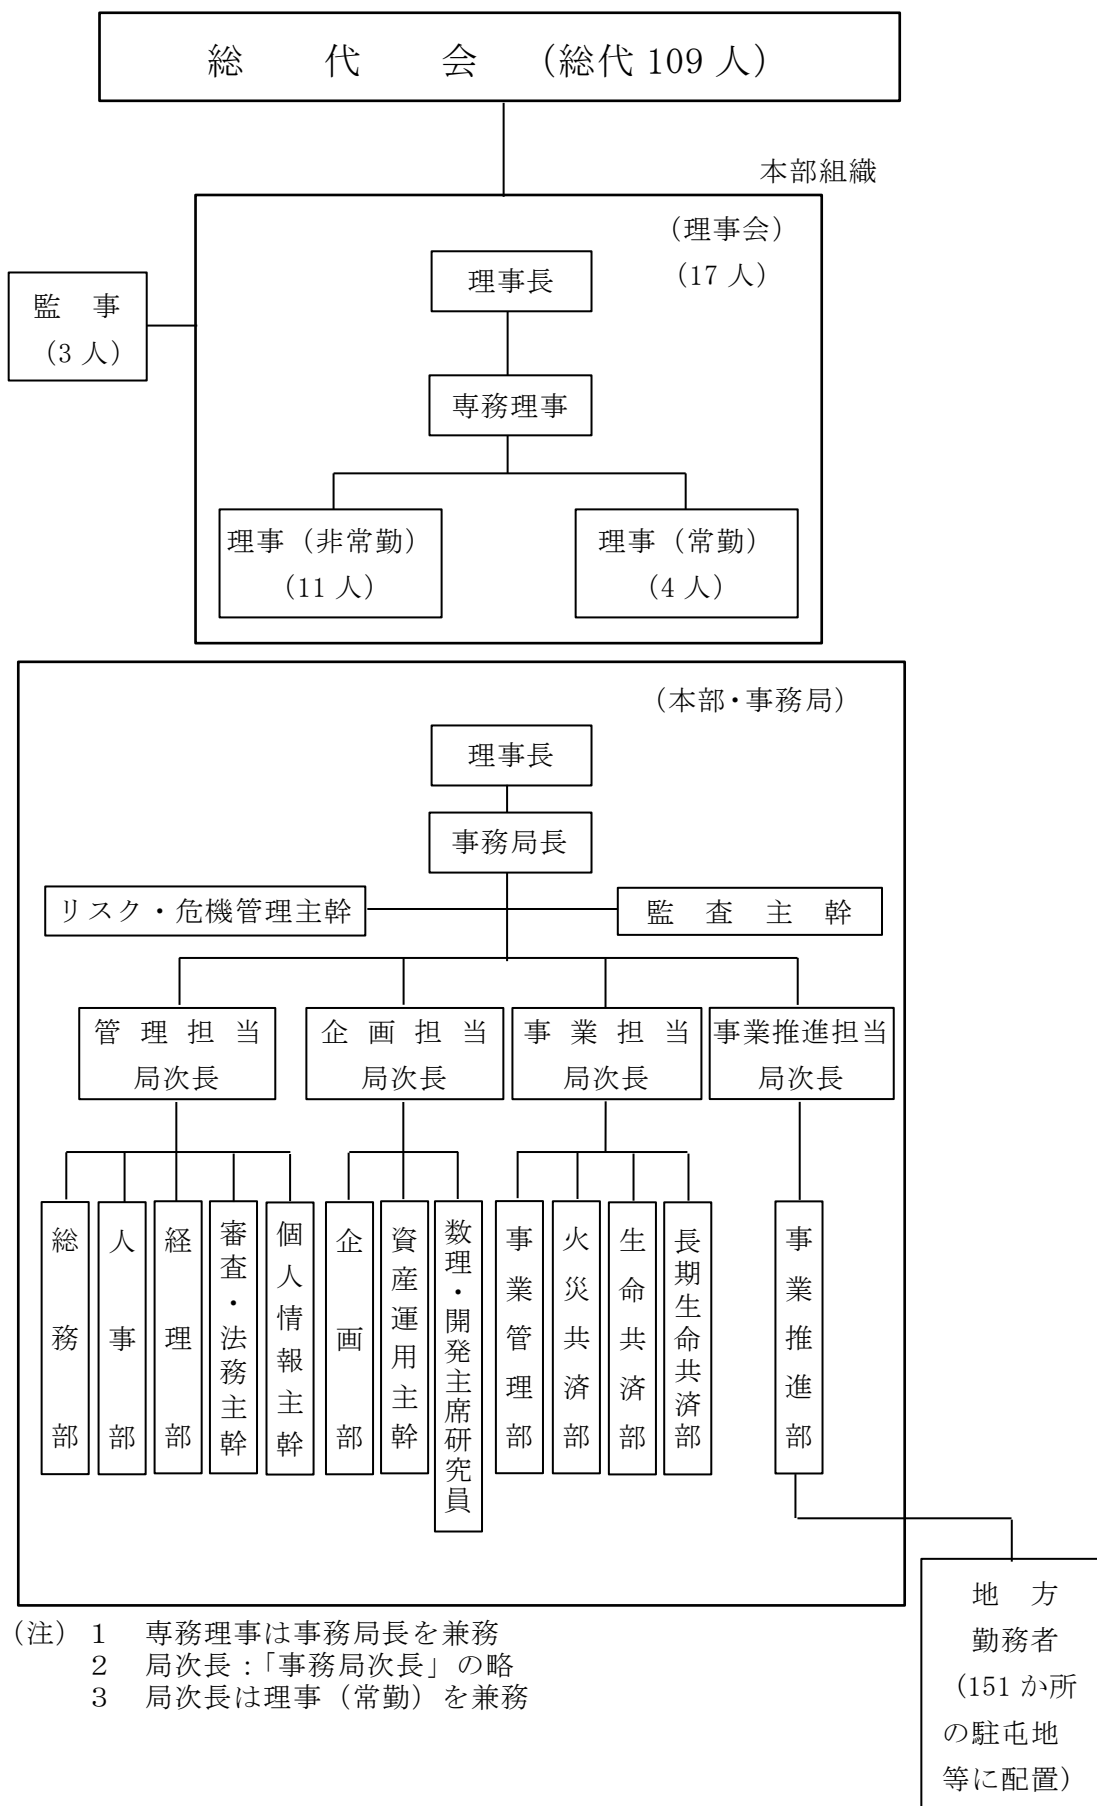 総　代　会　（総代 109 人）
本部組織
（理事会）
（17 人）
理事長
監　事
（3 人）
専務理事
理事（非常勤）
（11 人）
理事（常勤）
（4 人）
（本部・事務局）
理事長
事務局長
リスク・危機管理主幹
監　査　主　幹
管 理 担 当
局次長
企 画 担 当
局次長
事 業 担 当
局次長
事業推進担当
局次長
総務部
人事部
経理部
審査・法務主幹
個人情報主幹
企画部
資産運用主幹
数理・開発主席研究員
事業管理部
火災共済部
生命共済部
長期生命共済部
事業推進部
地　方
勤務者
（151 か所
の駐屯地
等に配置）
（注） 1　専務理事は事務局長を兼務
2　局次長：「事務局次長」の略
3　局次長は理事（常勤）を兼務